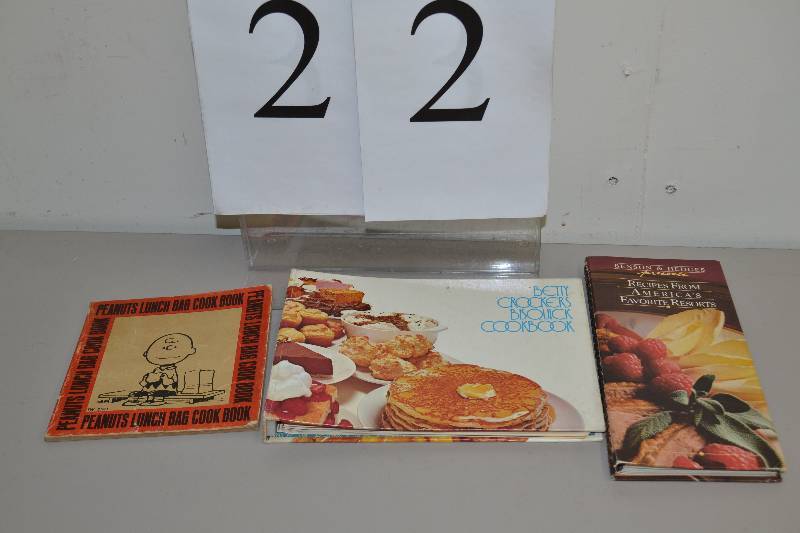 2 2
PEANUTS LUNCH BAG COOK BOOK
PEANUTS LUNCH BAG COOK BOOK
PEANUTS LUNCH BAG COOK BOOK
PEANUTS LUNCH BAG COOK BOOK
BETTY
CROCKER'S
BISQUICK
COOKBOOK
BENSON & HEDGES
RECIPES FROM
AMERICA'S
FAVORITE RESORTS